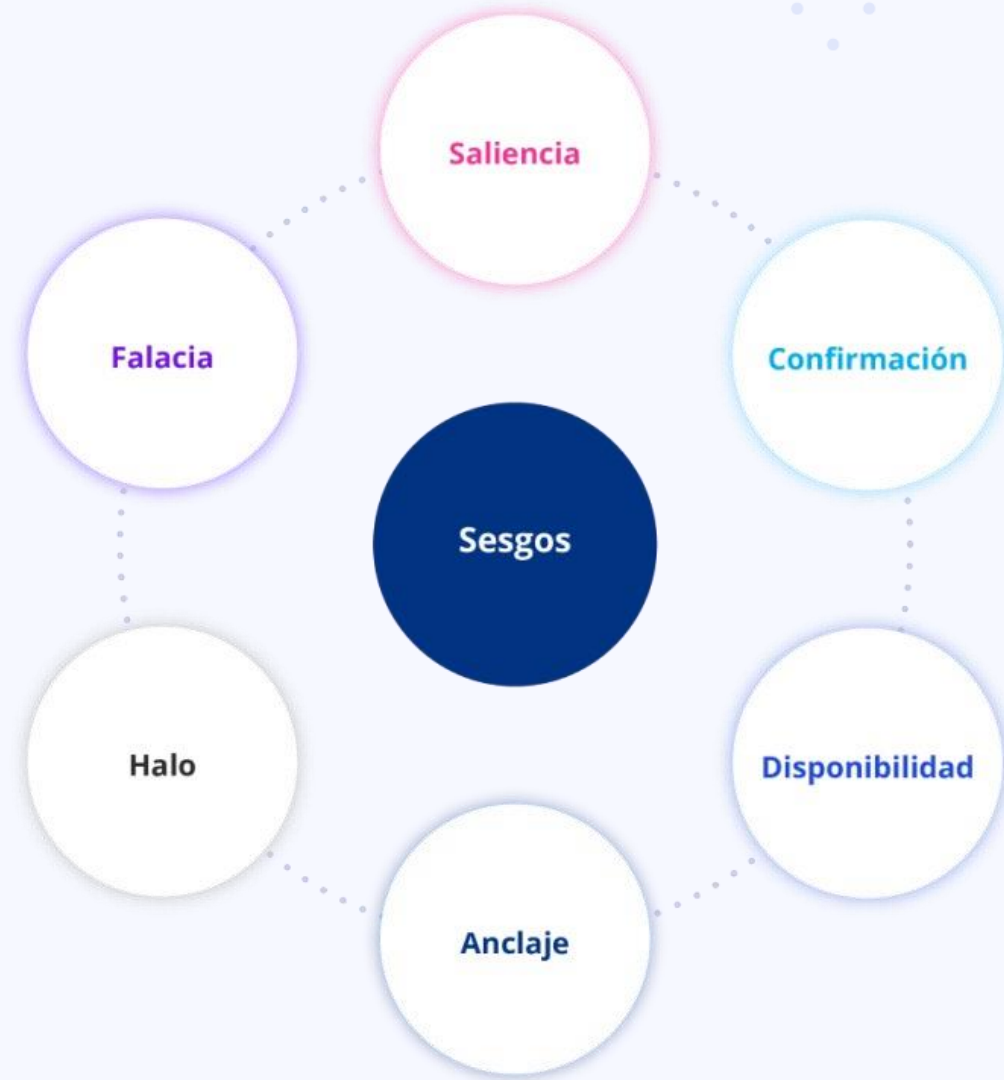 Saliencia
Falacia
Confirmación
Sesgos
Halo
Disponibilidad
Anclaje